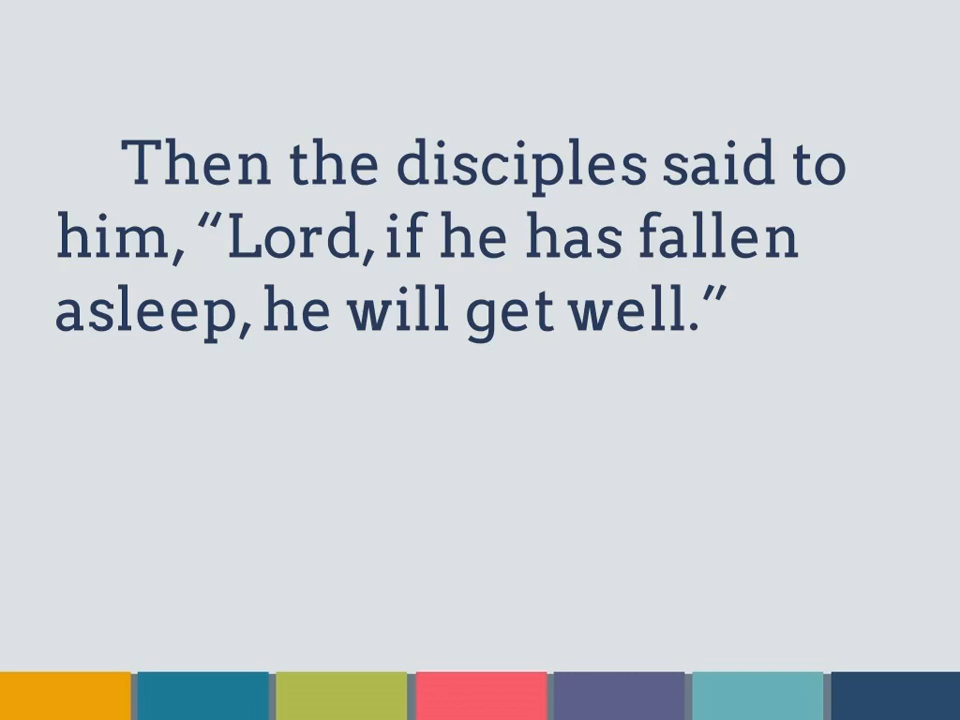 Then the disciples said to
him, “Lord, if he has fallen
asleep, he will get well.”